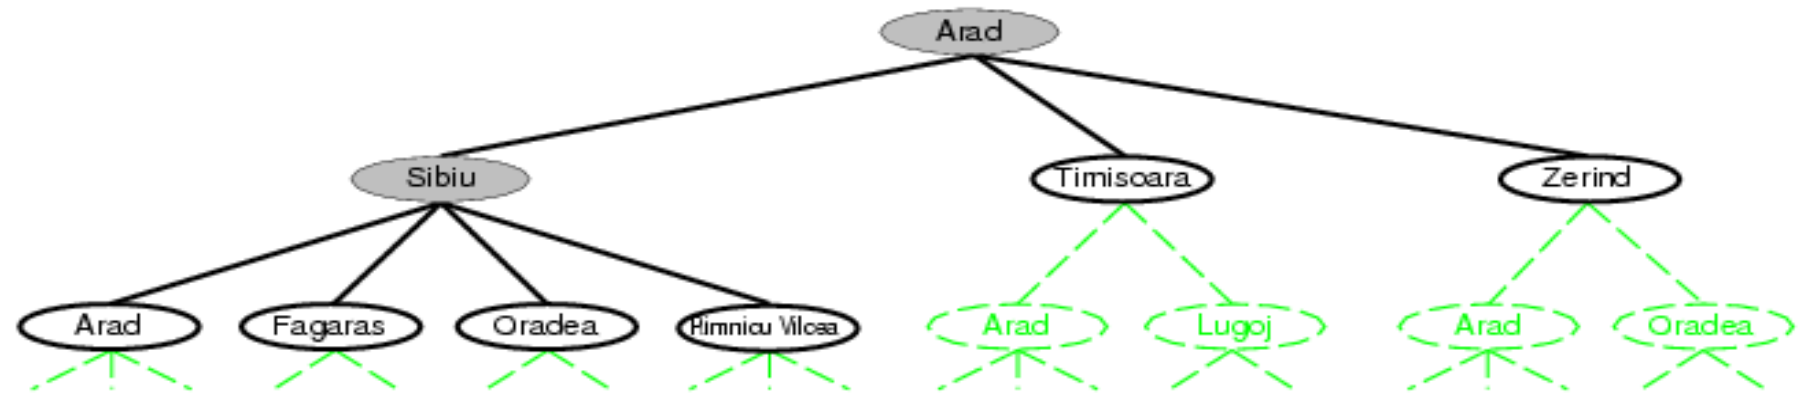 Arad
Sibiu
Timisoara
Zerind
Arad
Fagaras
Oradea
Rimnicu Vilcea
Arad
Lugoj
Arad
Oradea